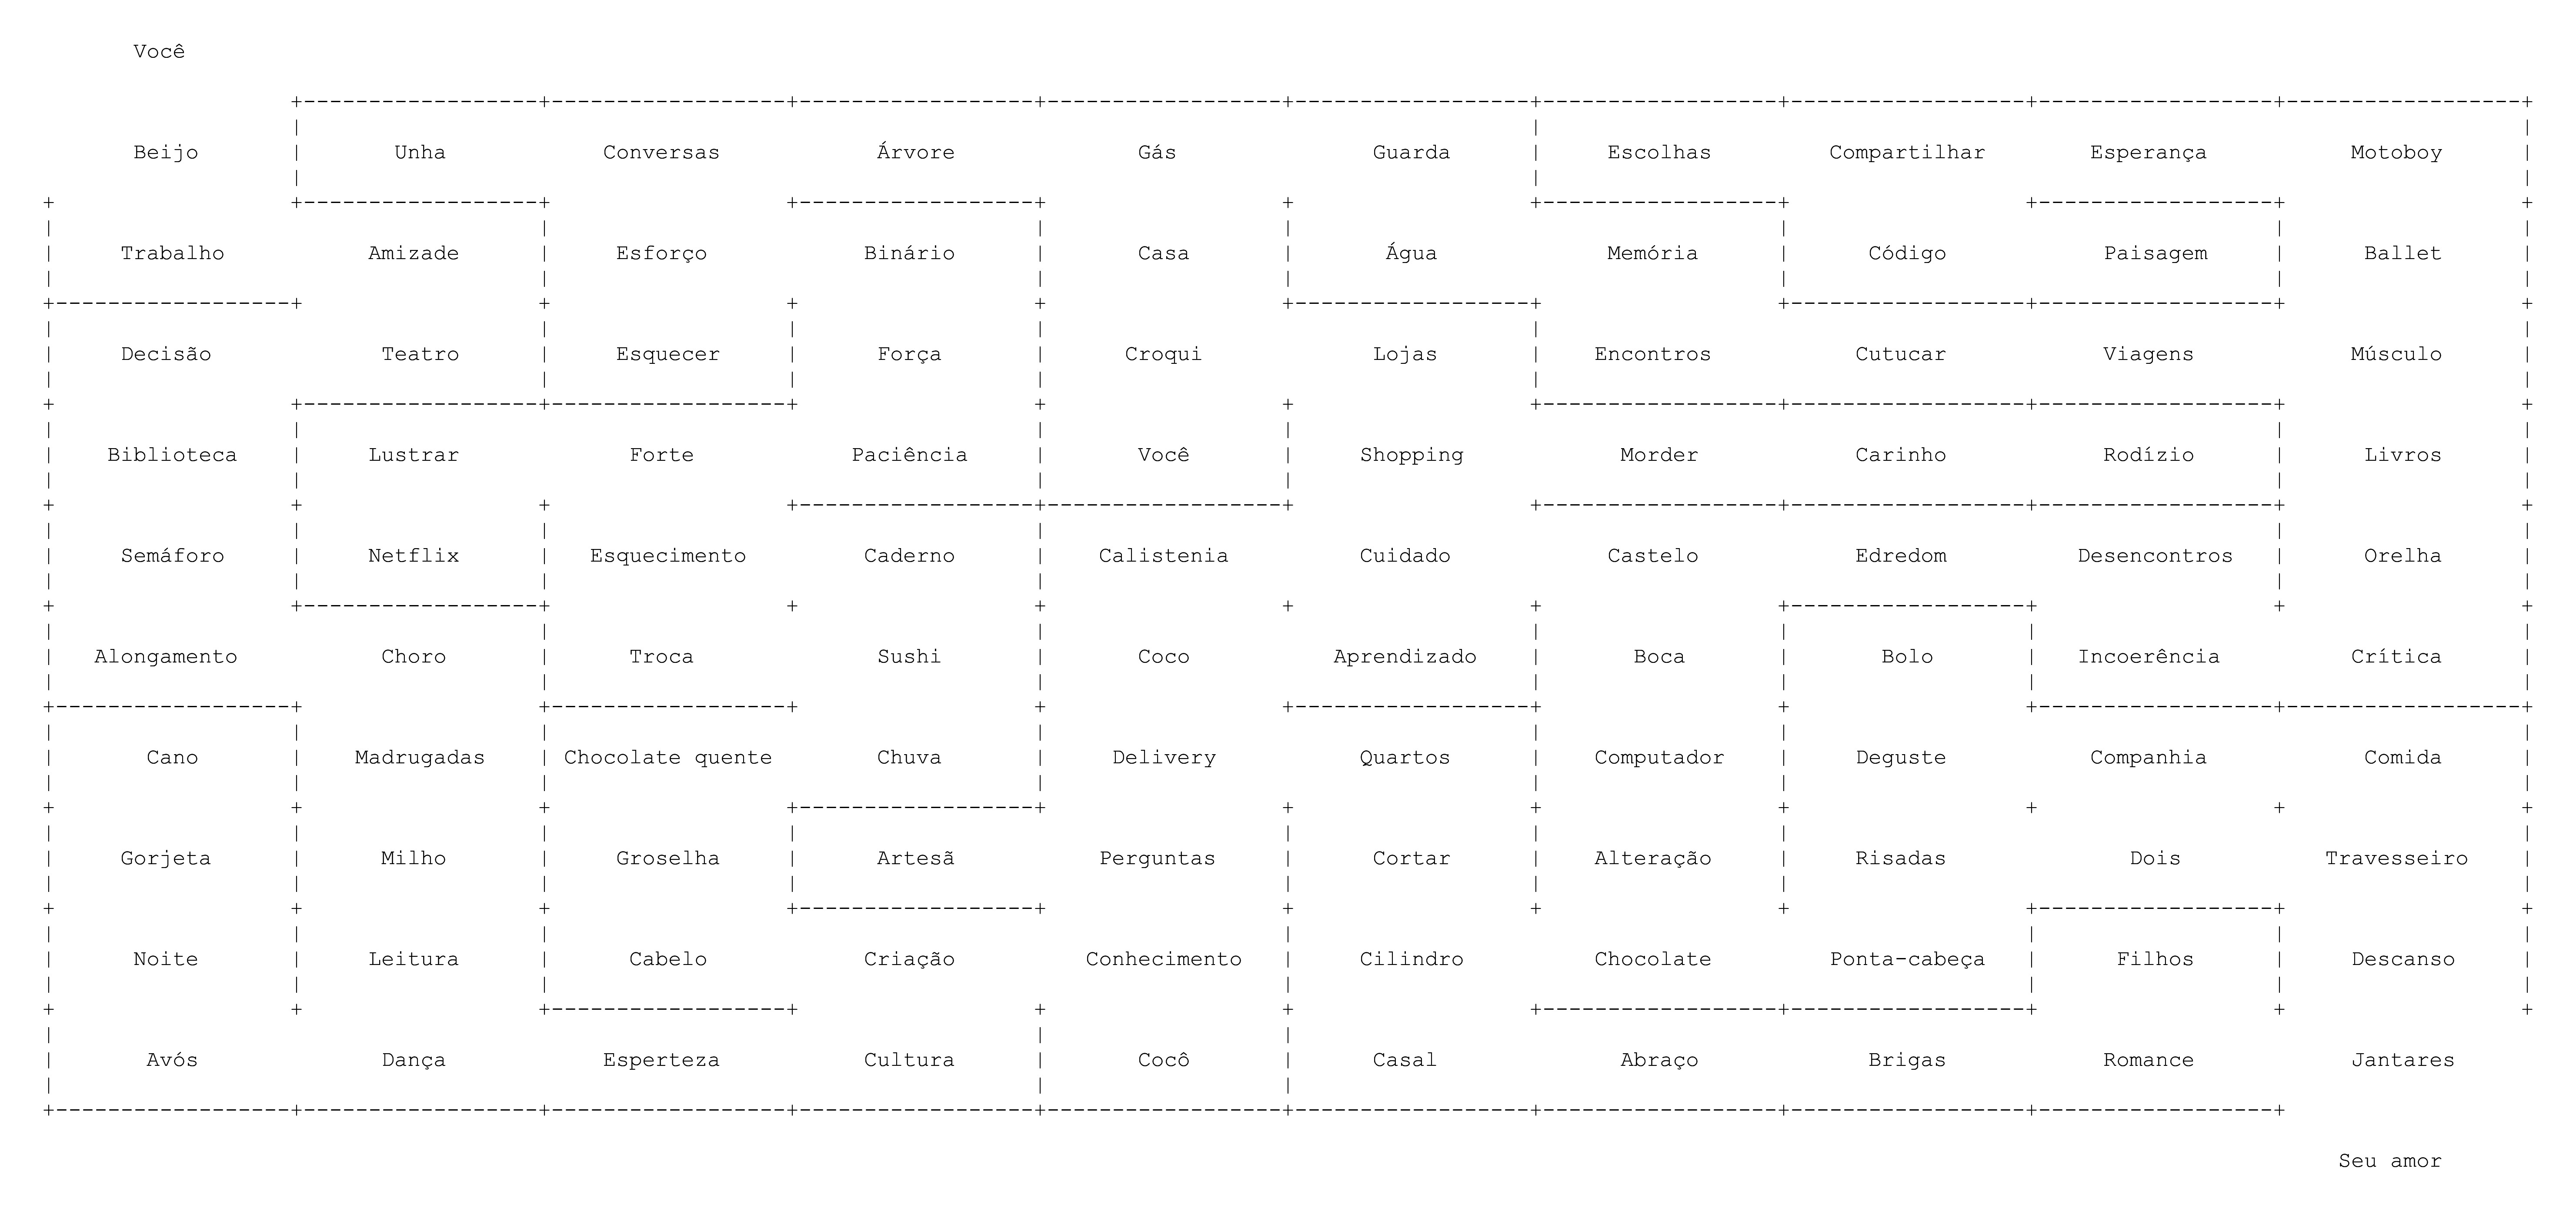 Você
Beijo Unha Conversas Árvore Gás Guarda Escolhas Compartilhar Esperança Motoboy
Trabalho Amizade Esforço Binário Casa Água Memória Código Paisagem Ballet
Decisão Teatro Esquecer Força Croqui Lojas Encontros Cutucar Viagens Músculo
Biblioteca Lustrar Forte Paciência Você Shopping Morder Carinho Rodízio Livros
Semáforo Netflix Esquecimento Caderno Calistenia Cuidado Castelo Edredom Desencontros Orelha
Alongamento Choro Troca Sushi Coco Aprendizado Boca Bolo Incoerência Crítica
Cano Madrugadas Chocolate quente Chuva Delivery Quartos Computador Deguste Companhia Comida
Gorjeta Milho Groselha Artesã Perguntas Cortar Alteração Risadas Dois Travesseiro
Noite Leitura Cabelo Criação Conhecimento Cilindro Chocolate Ponta-cabeça Filhos Descanso
Avós Dança Esperteza Cultura Cocô Casal Abraço Brigas Romance Jantares
Seu amor